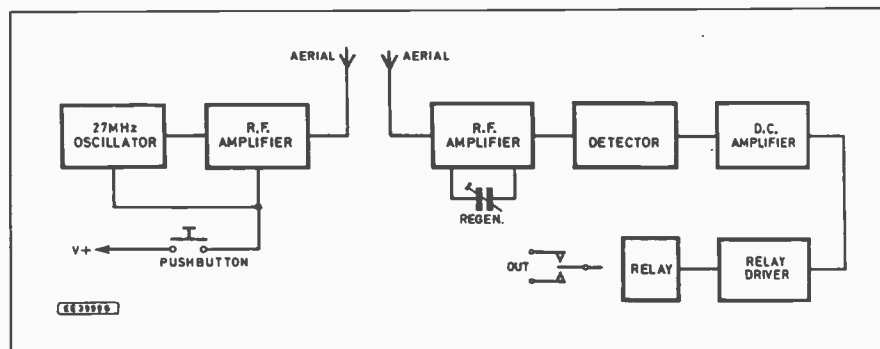 AERIAL
AERIAL
27MHz
OSCILLATOR
R.F.
AMPLIFIER
R.F.
AMPLIFIER
DETECTOR
D.C.
AMPLIFIER
REGEN.
V+
PUSHBUTTON
OUT
RELAY
RELAY
DRIVER